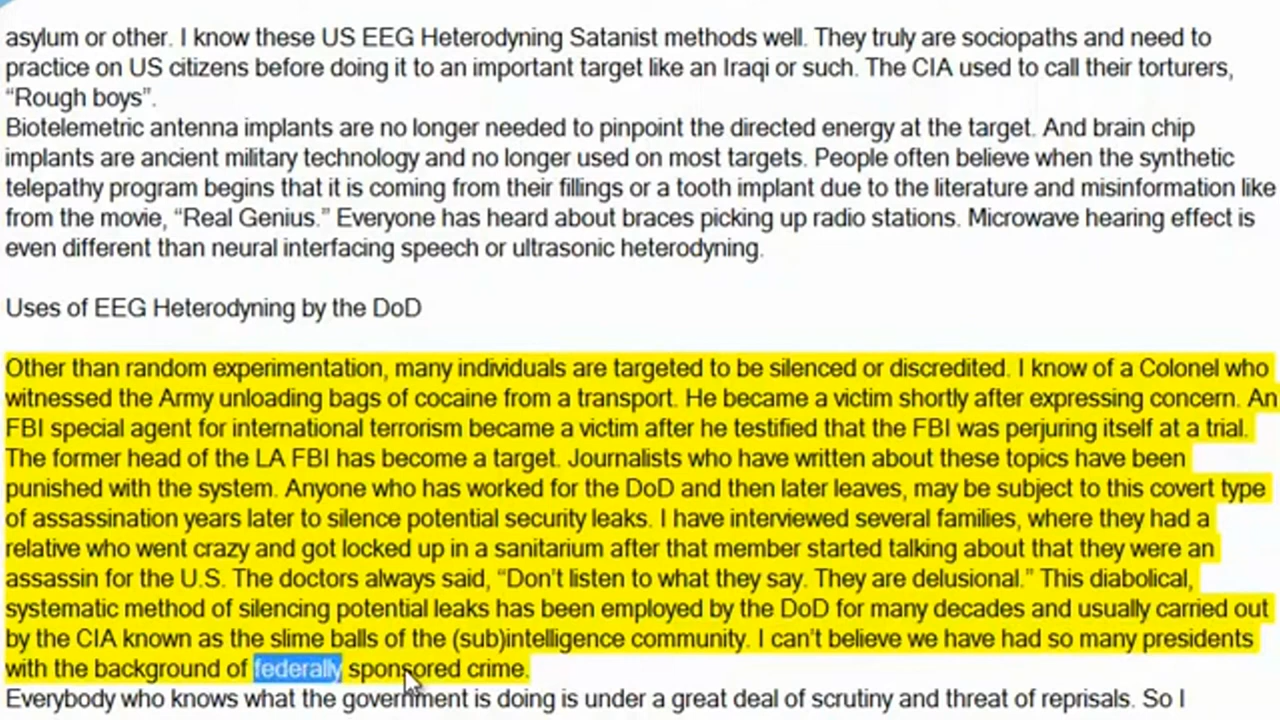 asylum or other. I know these US EEG Heterodyning Satanist methods well. They truly are sociopaths and need to
practice on US citizens before doing it to an important target like an Iraqi or such. The CIA used to call their torturers,
“Rough boys”.
Biotelemetric antenna implants are no longer needed to pinpoint the directed energy at the target. And brain chip
implants are ancient military technology and no longer used on most targets. People often believe when the synthetic
telepathy program begins that it is coming from their fillings or a tooth implant due to the literature and misinformation like
from the movie, “Real Genius.” Everyone has heard about braces picking up radio stations. Microwave hearing effect is
even different than neural interfacing speech or ultrasonic heterodyning.
Uses of EEG Heterodyning by the DoD
Other than random experimentation, many individuals are targeted to be silenced or discredited. I know of a Colonel who
witnessed the Army unloading bags of cocaine from a transport. He became a victim shortly after expressing concern. An
FBI special agent for international terrorism became a victim after he testified that the FBI was perjuring itself at a trial.
The former head of the LA FBI has become a target. Journalists who have written about these topics have been
punished with the system. Anyone who has worked for the DoD and then later leaves, may be subject to this covert type
of assassination years later to silence potential security leaks. I have interviewed several families, where they had a
relative who went crazy and got locked up in a sanitarium after that member started talking about that they were an
assassin for the U.S. The doctors always said, “Don’t listen to what they say. They are delusional.” This diabolical,
systematic method of silencing potential leaks has been employed by the DoD for many decades and usually carried out
by the CIA known as the slime balls of the (sub)intelligence community. I can’t believe we have had so many presidents
with the background of federally sponsored crime.
Everybody who knows what the government is doing is under a great deal of scrutiny and threat of reprisals. So I